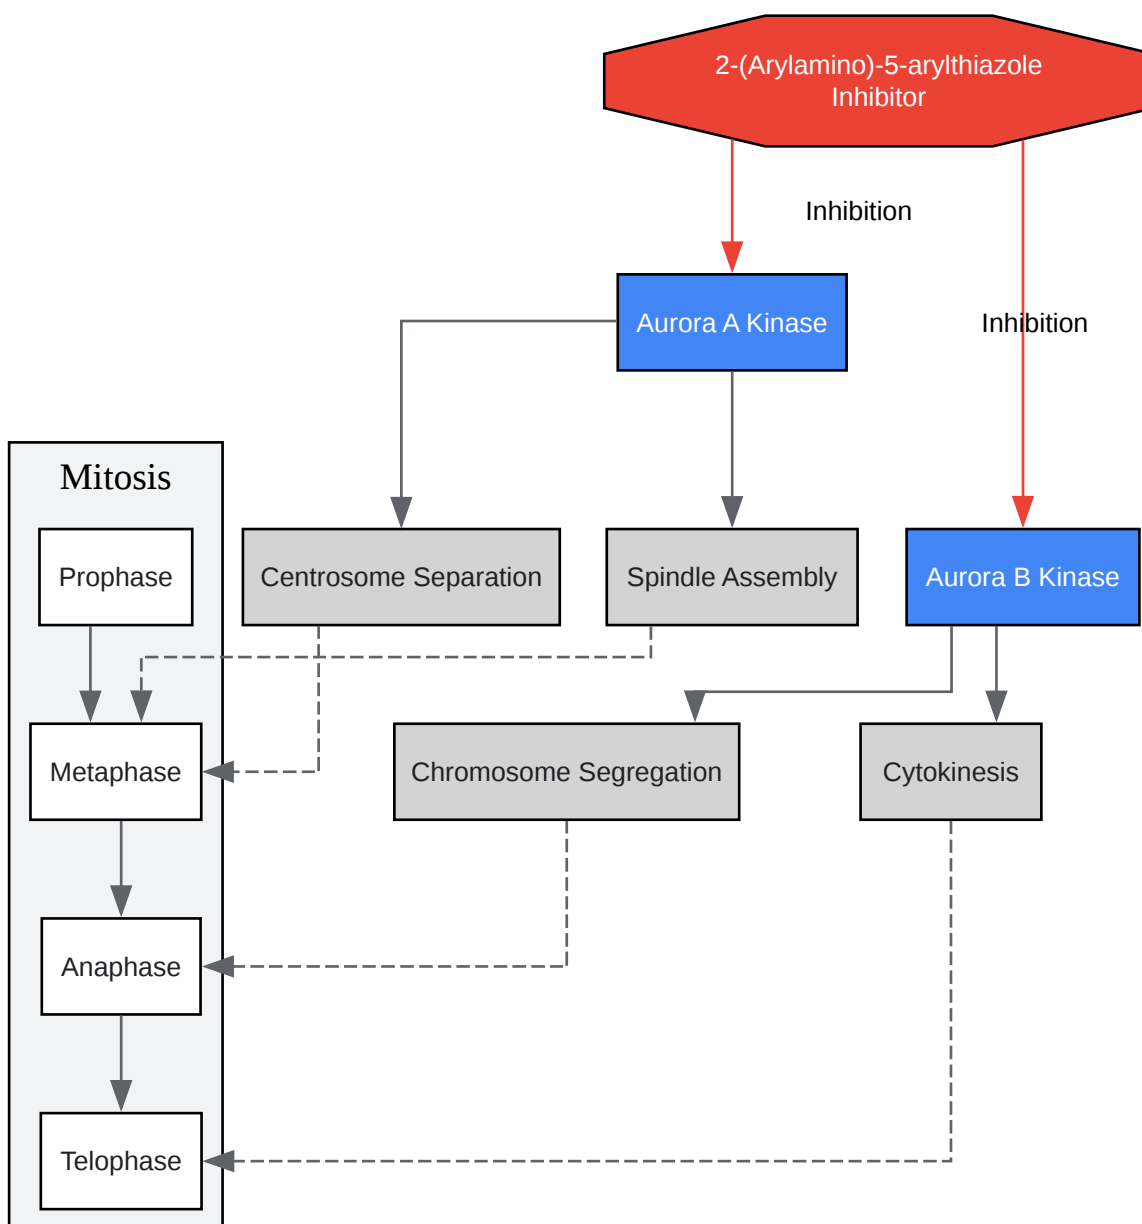 2-(Arylamino)-5-arylthiazole
Inhibitor
Inhibition
Aurora A Kinase
Inhibition
Mitosis
Prophase
Centrosome Separation
Spindle Assembly
Aurora B Kinase
Metaphase
Chromosome Segregation
Cytokinesis
Anaphase
Telophase